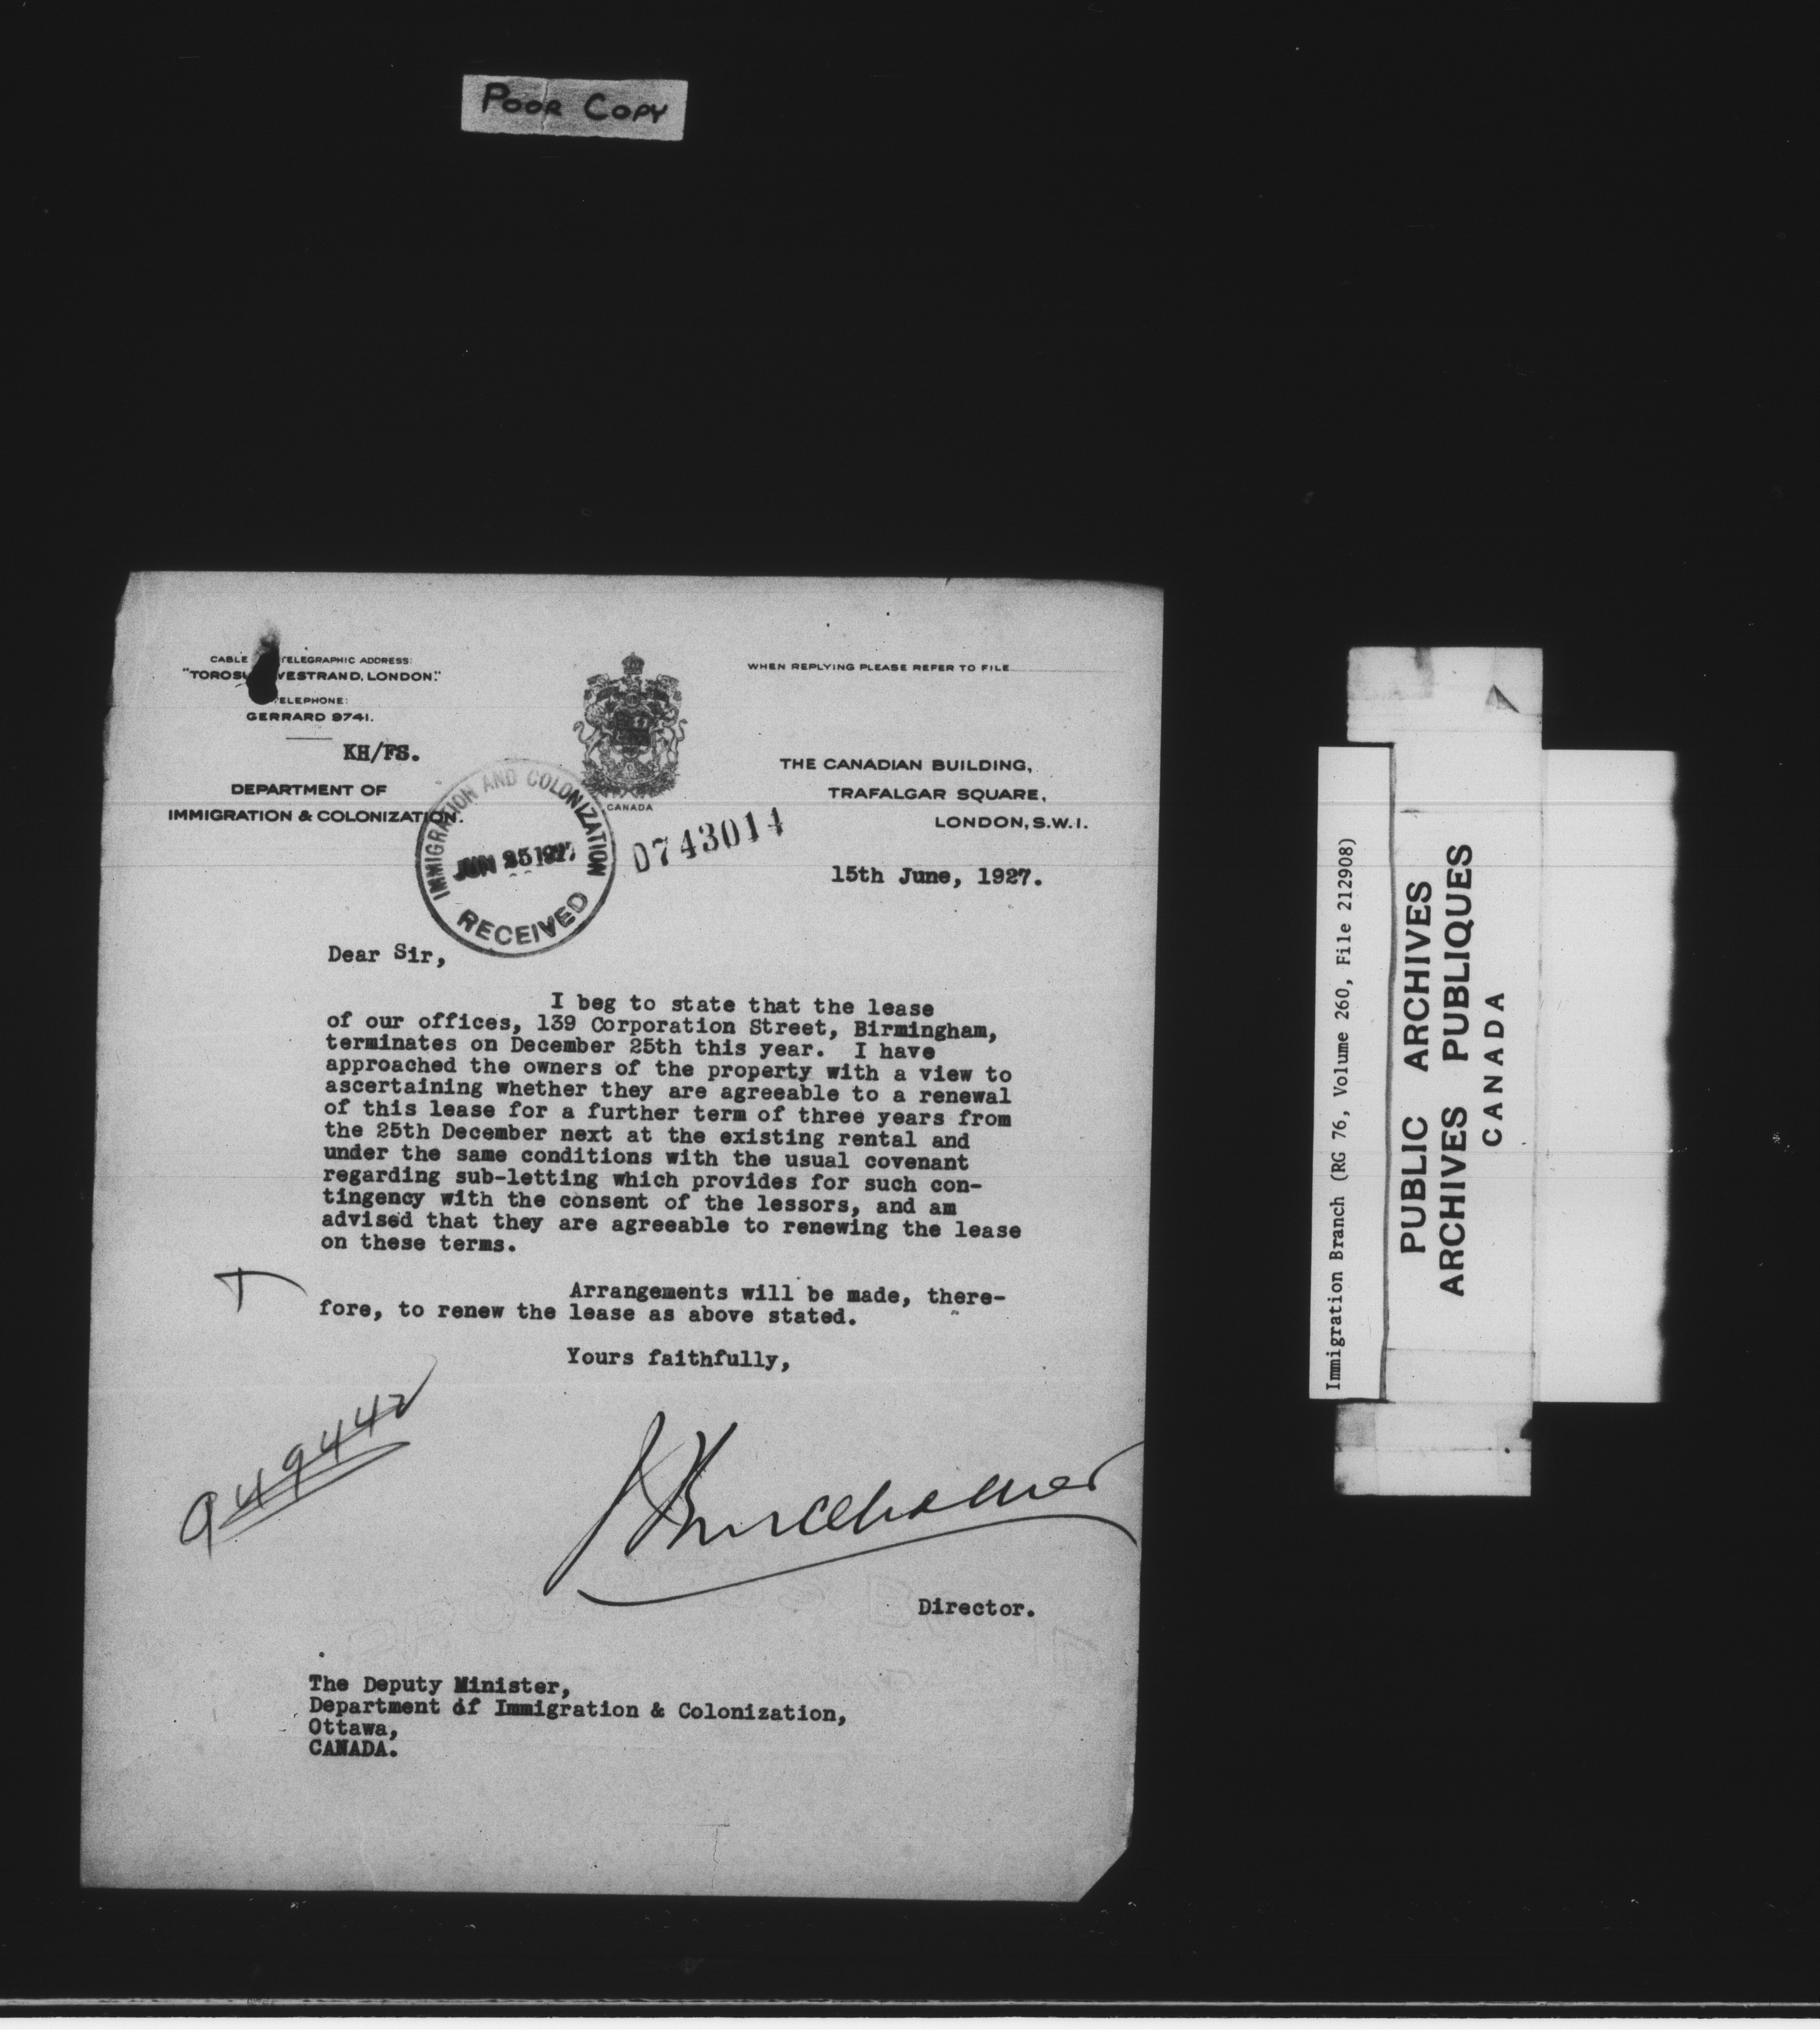 POOR COPY
CABLE TELEGRAPHIC ADDRESS:
LONDON."
TELEPHONE:
GERRARD 9741.
KH/FS.
DEPARTMENT OF
IMMIGRATION & COLONIZATION.
CANADA
WHEN REPLYING PLEASE REFER TO FILE
THE CANADIAN BUILDING,
TRAFALGAR SQUARE,
LONDON, S.W.1.
IMMIGRATION AND COLONIZATION
JUN 25 1927
RECEIVED
D743014
15th June, 1927.
Dear Sir,
I beg to state that the lease
of our offices, 139 Corporation Street, Birmingham,
terminates on December 25th this year. I have
approached the owners of the property with a view to
ascertaining whether they are agreeable to a renewal
of this lease for a further term of three years from
the 25th December next at the existing rental and
under the same conditions with the usual covenant
regarding sub-letting which provides for such con-
tingency with the consent of the lessors, and am
advised that they are agreeable to renewing the lease
on these terms.
Arrangements will be made, there-
fore, to renew the lease as above stated.
Yours faithfully,
Director.
The Deputy Minister,
Department of Immigration & Colonization,
Ottawa,
CANADA.
Immigration Branch (RG 76, Volume 260, File 212908)
PUBLIC ARCHIVES
ARCHIVES PUBLIQUES
CANADA